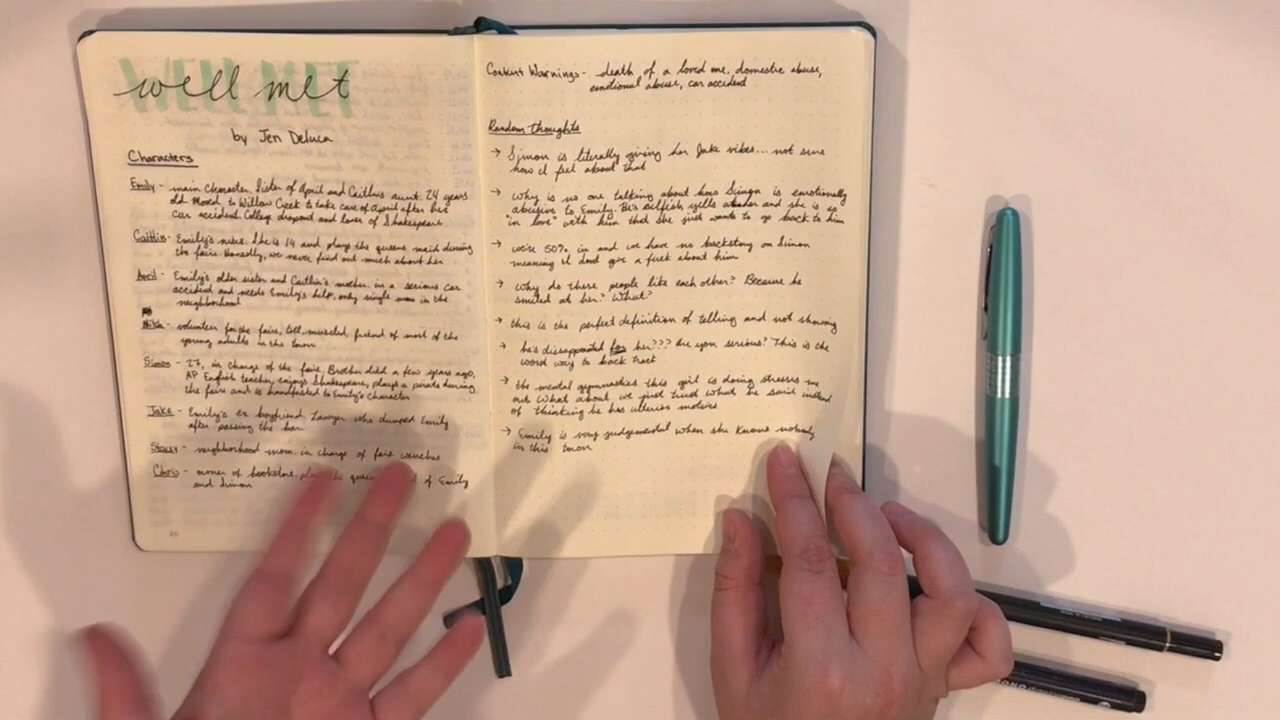 well met
by Jen Deluca
Characters
Emily - main character. Sister of April and Caitlin's aunt. 24 years
old. Moved to Willow Creek to take care of April after her
car accident. College dropout and lover of Shakespeare
Caitlin - Emily's niece. She is 14 and plays the queens maid during
the faire. Honestly, we never find out much about her
April - Emily's older sister and Caitlin's mother. in a serious car
accident and needs Emily's help. only single mom in the
neighborhood
Mitch - volunteer for the faire, tall, muscled, friend of most of the
young adults in the town
Simon - 27, in charge of the faire. Brother died a few years ago,
AP English teacher, enjoys Shakespeare, plays a pirate during
the faire and is handfasted to Emily's character
Jake - Emily's ex boyfriend. Lawyer who dumped Emily
after passing the bar
Stacey - neighborhood mom. in charge of faire wenches
Chris - owner of bookstore, the queen of Emily
and Simon
Content Warnings - death of a loved one, domestic abuse,
emotional abuse, car accident
Random Thoughts
→ Simon is literally giving her Jake vibes... not sure
how I feel about that
→ why is no one talking about how Simon is emotionally
abusive to Emily. He's selfish yells and she is so
"in love" with him that she just wants to go back to him
→ we're 50% in and we have no backstory on Simon
meaning I dont give a fuck about him
→ why do these people like each other? Because he
smiled at her? What?
→ this is the perfect definition of telling and not showing
→ he's dissappointed for her??? Are you serious? This is the
word way to back track
→ the mental gymnastics this girl is doing stresses me
out. What about we just trust what he said instead
of thinking he has ulterior motives
→ Emily is very judgemental when she knows nobody
in this town